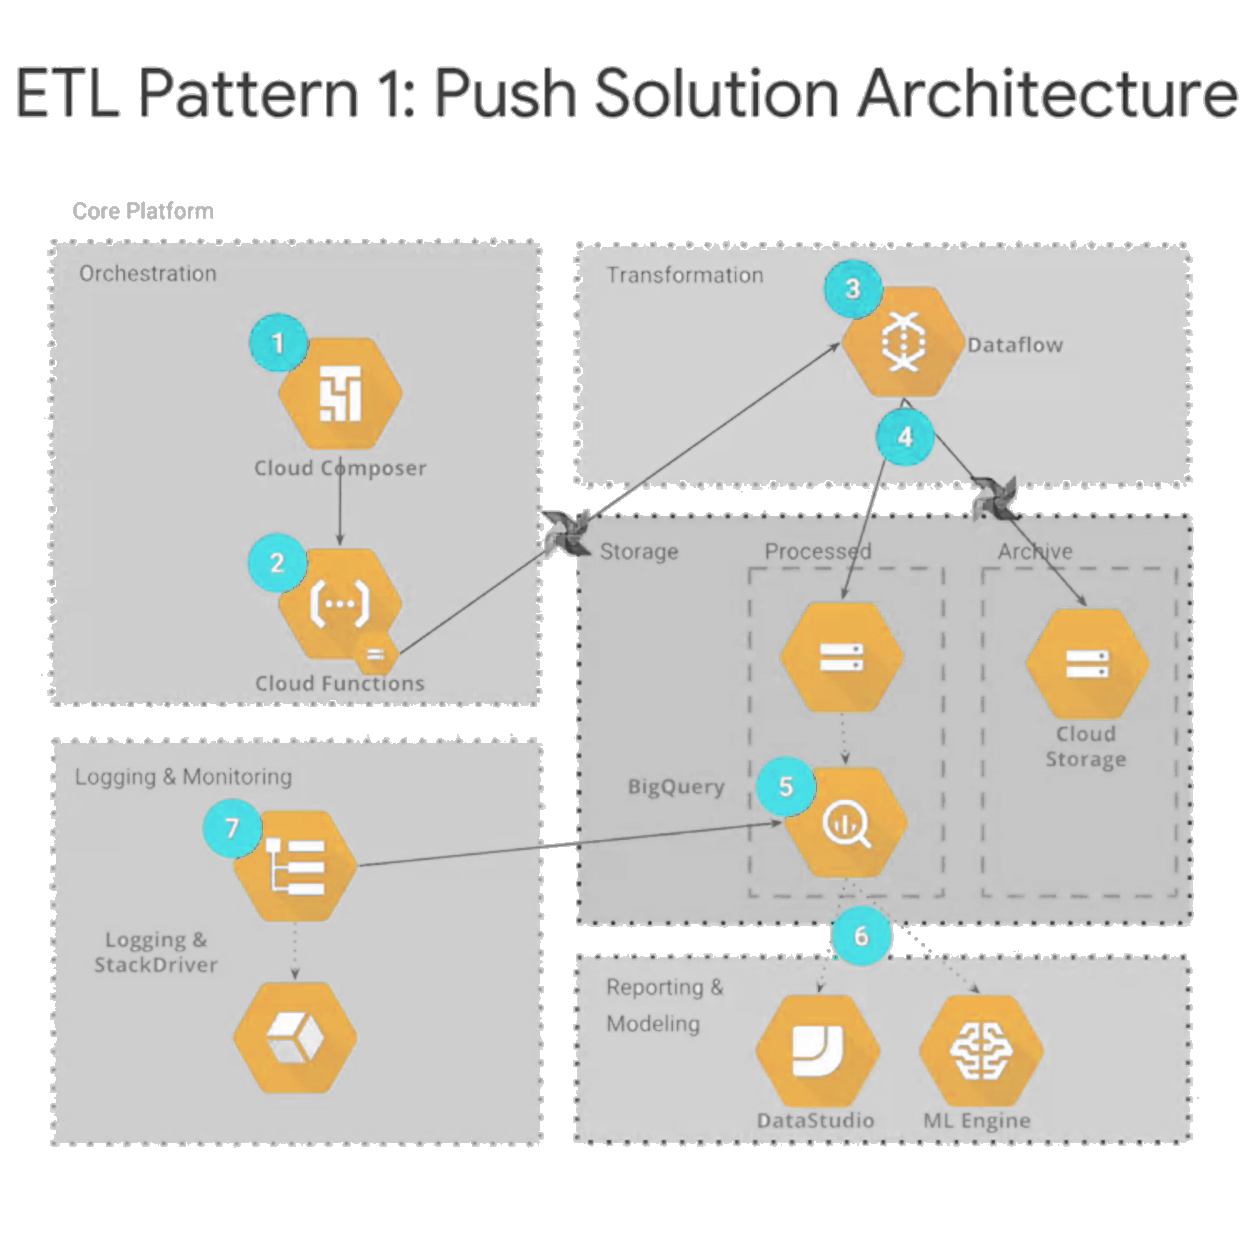 ETL Pattern 1: Push Solution Architecture
Core Platform
Orchestration
1
Cloud Composer
2
Cloud Functions
Transformation
3
Dataflow
4
Storage
Processed
Archive
Cloud
Storage
BigQuery
5
Logging & Monitoring
7
Logging &
StackDriver
6
Reporting &
Modeling
DataStudio
ML Engine